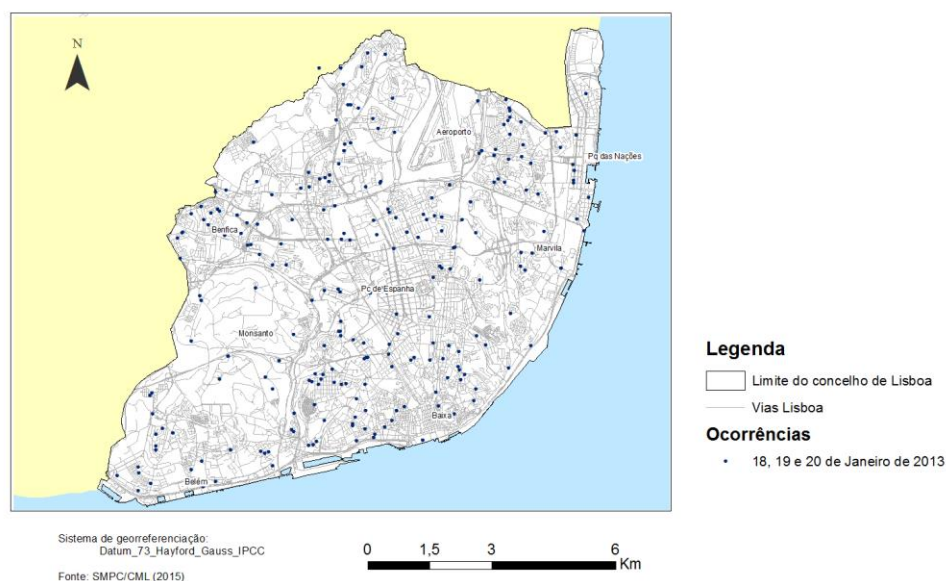 N
Aeroporto
Pq das Nações
Benfica
Marvila
Pc de Espanha
Monsanto
Baixa
Belém
Legenda
Limite do concelho de Lisboa
Vias Lisboa
Ocorrências
18, 19 e 20 de Janeiro de 2013
Sistema de georreferenciação:
Datum_73_Hayford_Gauss_IPCC
0 1,5 3 6
Km
Fonte: SMPC/CML (2015)